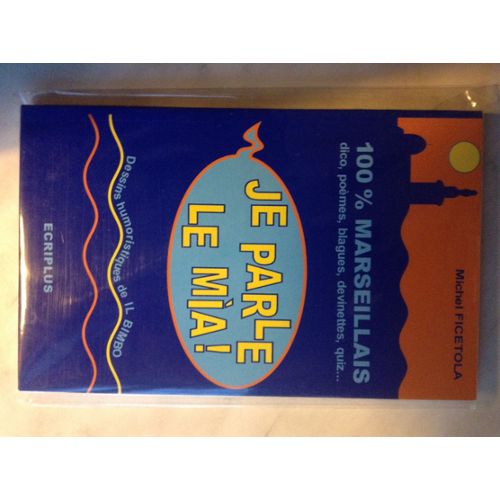 Michel FICETOLA
100 % MARSEILLAIS
dico, poèmes, blagues, devinettes, quiz...
JE PARLE
LE MÌA!
Dessins humoristiques de IL BIMBO
ECRIPLUS